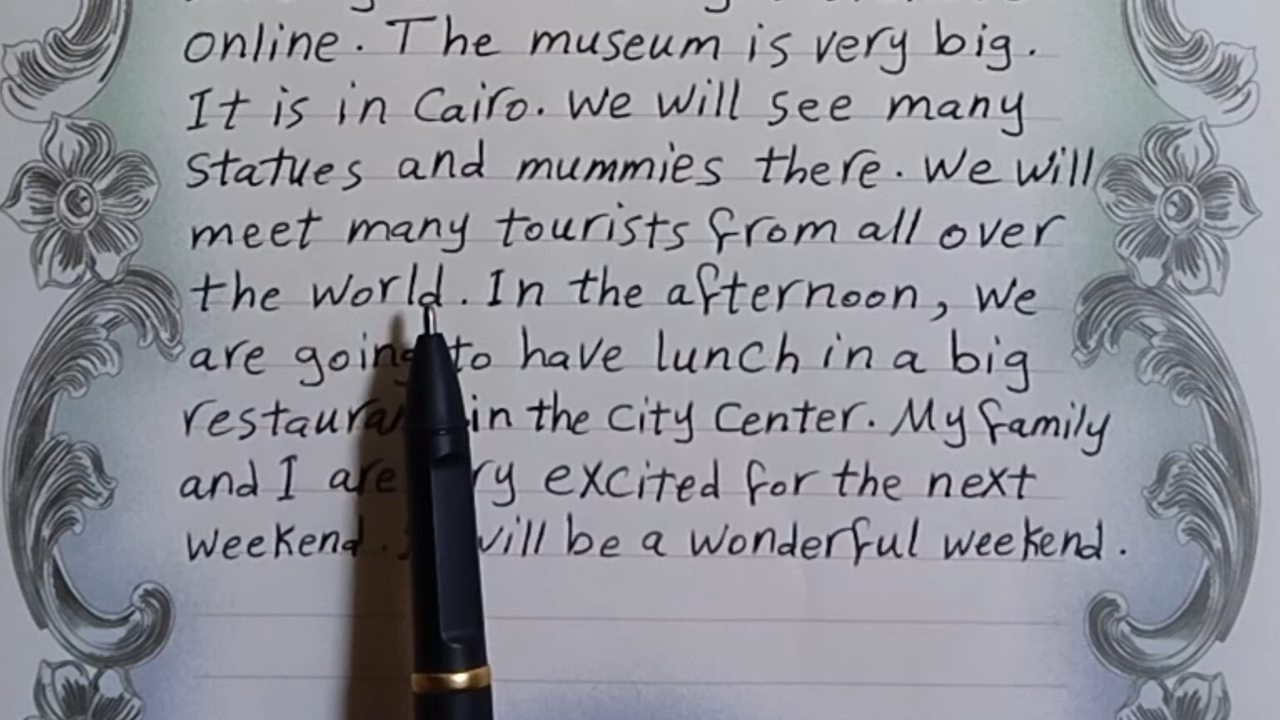 online. The museum is very big.
It is in Cairo. We will see many
statues and mummies there. We will
meet many tourists from all over
the world. In the afternoon, we
are going to have lunch in a big
in the city center. My family
and I are excited for the next
weekend. will be a wonderful weekend.